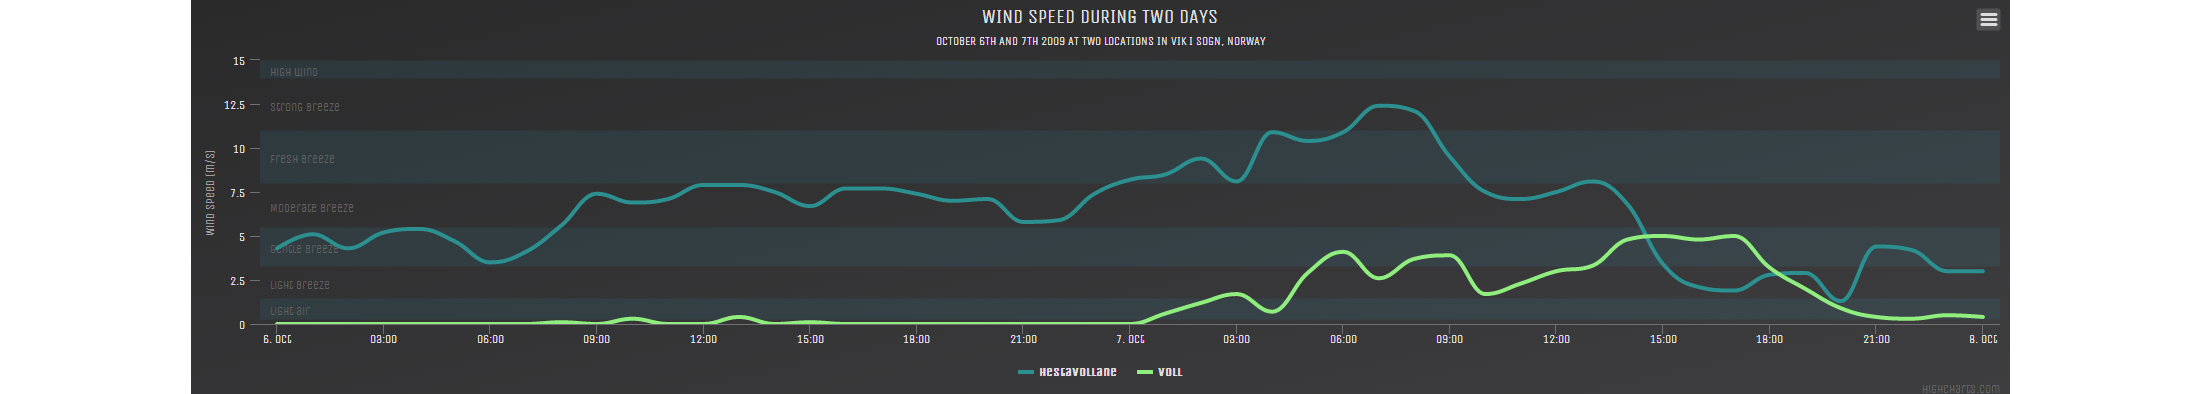 WIND SPEED DURING TWO DAYS
OCTOBER 6TH AND 7TH 2009 AT TWO LOCATIONS IN VIK I SOGN, NORWAY
WIND SPEED (M/S)
15
12.5
10
7.5
5
2.5
0
High wind
Strong breeze
Fresh breeze
Moderate breeze
Gentle breeze
Light breeze
Light air
6. Oct 03:00 06:00 09:00 12:00 15:00 18:00 21:00 7. Oct 03:00 06:00 09:00 12:00 15:00 18:00 21:00 8. Oct
Hestavollane Voll
Highcharts.com